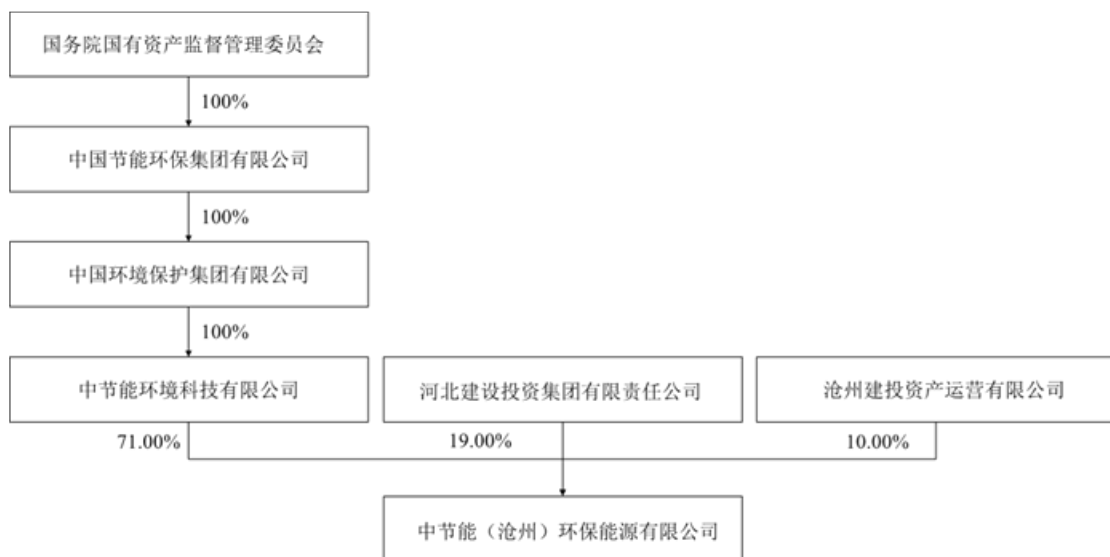 国务院国有资产监督管理委员会
100%
中国节能环保集团有限公司
100%
中国环境保护集团有限公司
100%
中节能环境科技有限公司
河北建设投资集团有限责任公司
沧州建投资产运营有限公司
71.00%
19.00%
10.00%
中节能（沧州）环保能源有限公司